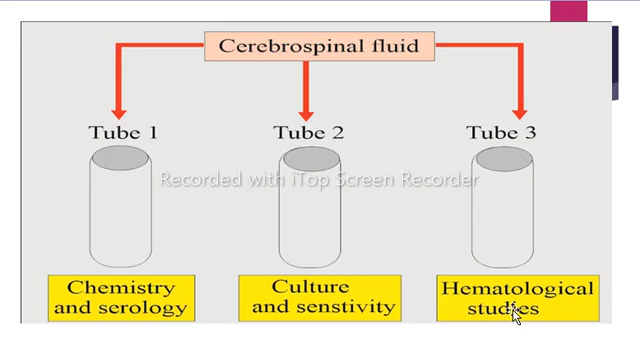 Cerebrospinal fluid
Tube 1
Tube 2
Tube 3
Recorded with iTop Screen Recorder
Chemistry
and serology
Culture
and senstivity
Hematological
studies